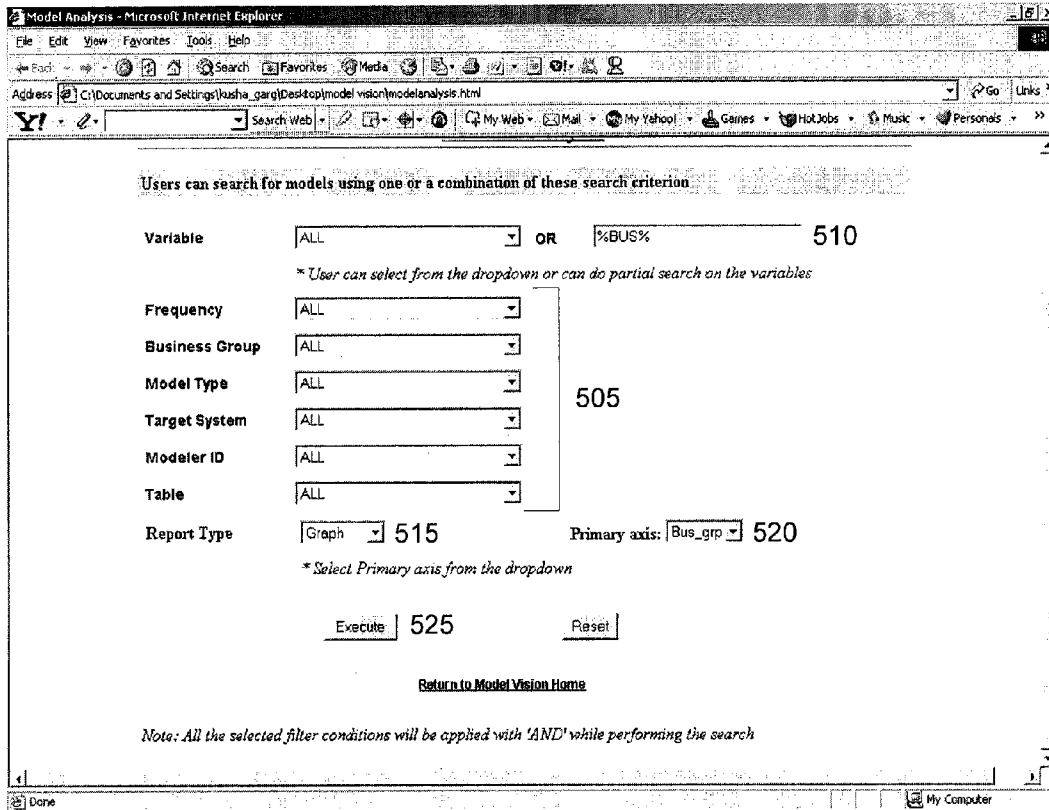 Model Analysis - Microsoft Internet Explorer
File Edit View Favorites Tools Help
Back Search Favorites Media
Address C:\Documents and Settings\kusha_garg\Desktop\model vision\modelanalysis.html Go Links
Y! Search Web My Web Mail My Yahoo! Games HotJobs Music Personals »
Users can search for models using one or a combination of these search criterion
Variable ALL OR %BUS% 510
* User can select from the dropdown or can do partial search on the variables
Frequency ALL
Business Group ALL
Model Type ALL
505
Target System ALL
Modeler ID ALL
Table ALL
Report Type Graph 515 Primary axis: Bus_grp 520
* Select Primary axis from the dropdown
Execute 525 Reset
Return to Model Vision Home
Note: All the selected filter conditions will be applied with 'AND' while performing the search
Done My Computer